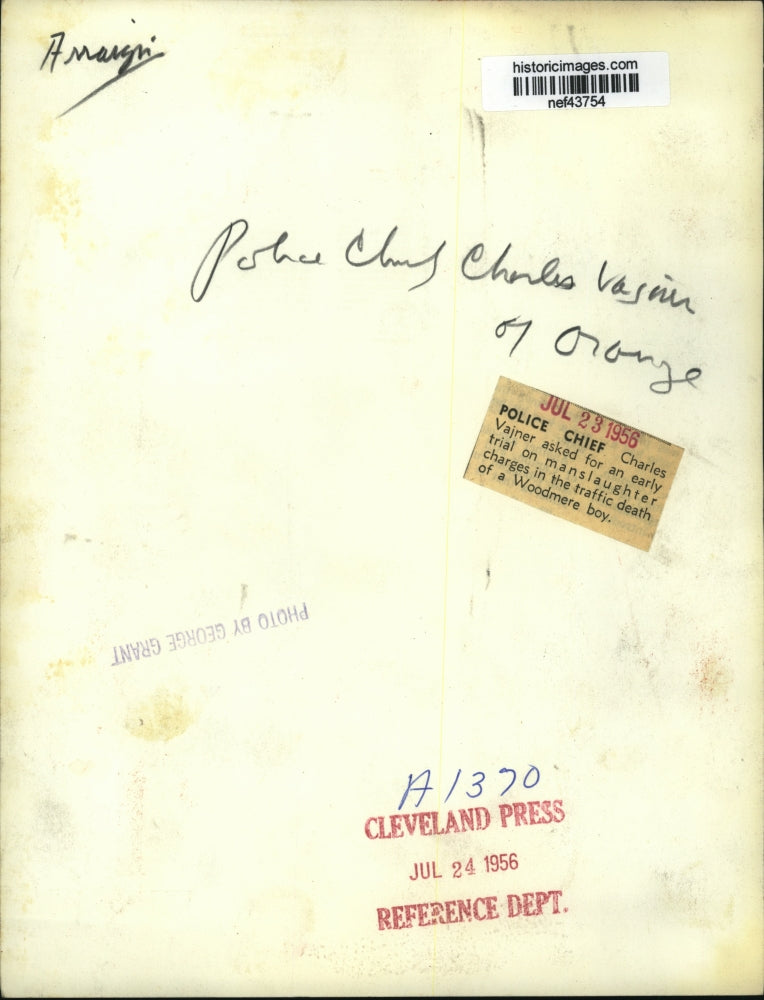 Arraign
historicimages.com
nef43754
Police Chief Charles Vajner
of Orange
JUL 23 1956
POLICE CHIEF Charles
Vajner asked for an early
trial on manslaughter
charges in the traffic death
of a Woodmere boy.
PHOTO BY GEORGE GRANT
A1370
CLEVELAND PRESS
JUL 24 1956
REFERENCE DEPT.